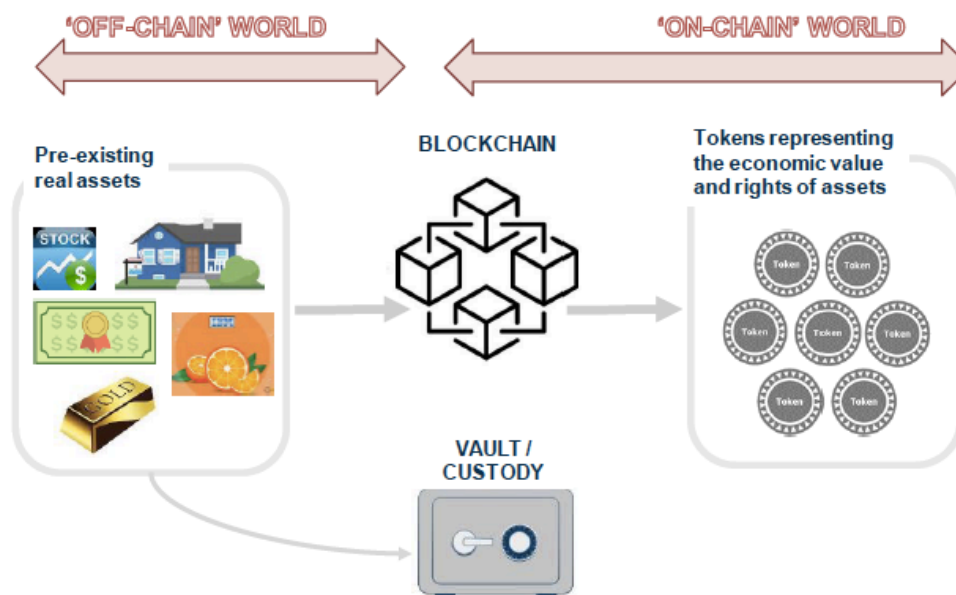 ‘OFF-CHAIN’ WORLD
‘ON-CHAIN’ WORLD
Pre-existing
real assets
STOCK
$
$$ $$
$$ $$
GOLD
BLOCKCHAIN
VAULT /
CUSTODY
Tokens representing
the economic value
and rights of assets
Token
Token
Token
Token
Token
Token
Token